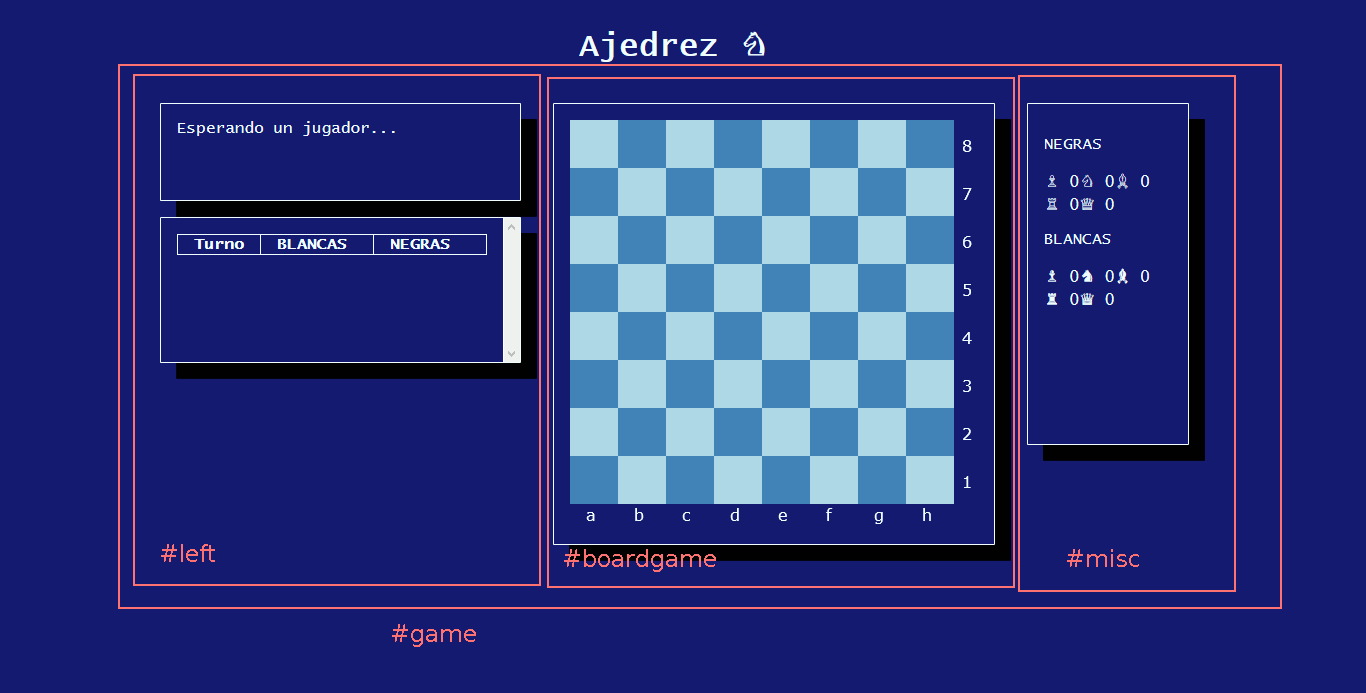 Ajedrez ♘
Esperando un jugador...
Turno BLANCAS NEGRAS
8
7
6
5
4
3
2
1
a b c d e f g h
NEGRAS
♗ 0♘ 0♗ 0
♖ 0♕ 0
BLANCAS
♝ 0♞ 0♝ 0
♜ 0♛ 0
#left
#boardgame
#misc
#game